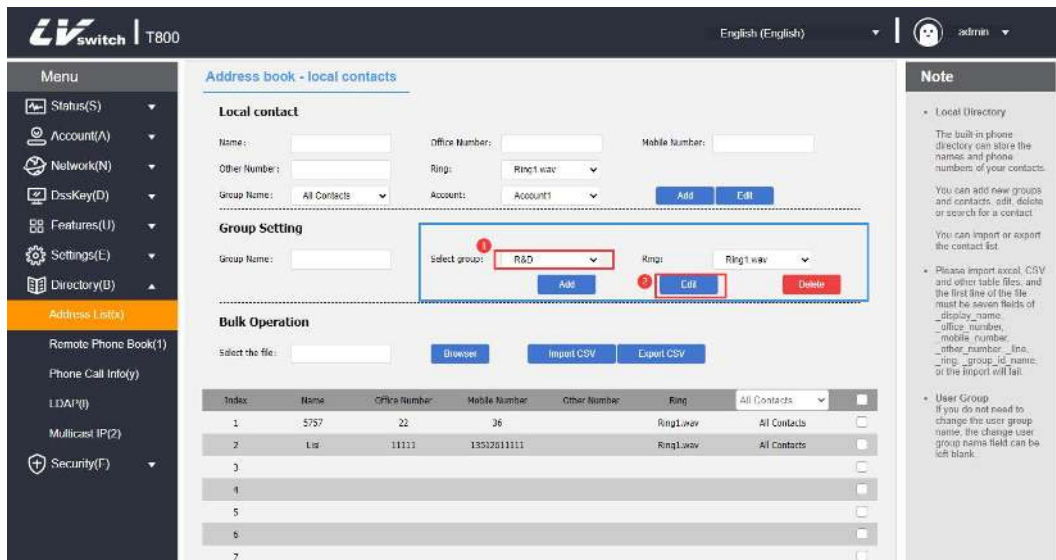 LVswitch | T800
English (English)
admin
Menu
Status(S)
Account(A)
Network(N)
DssKey(D)
Features(U)
Settings(E)
Directory(B)
Address List(x)
Remote Phone Book(1)
Phone Call Info(y)
LDAP(l)
Multicast IP(2)
Security(F)
Address book - local contacts
Local contact
Name: Office Number: Mobile Number:
Other Number: Ring: Ring1.wav
Group Name: All Contacts Account: Account1 Add Edit
Group Setting
1
Group Name: Select group: R&D Ring: Ring1.wav
Add 2 Edit Delete
Bulk Operation
Select the file: Browser Import CSV Export CSV
Index Name Office Number Mobile Number Other Number Ring All Contacts
1 5757 22 36 Ring1.wav All Contacts
2 Lisi 11111 13512611111 Ring1.wav All Contacts
3
4
5
6
7
Note
Local Directory
The built-in phone
directory can store the
names and phone
numbers of your contacts.
You can add new groups
and contacts, edit, delete
or search for a contact
You can import or export
the contact list.
Please import excel, CSV
and other table files, and
the first line of the file
must be seven fields of
_display_name,
_office_number,
_mobile_number,
_other_number, _line,
_ring, _group_id_name,
or the import will fail.
User Group
If you do not need to
change the user group
name, the change user
group name field can be
left blank.